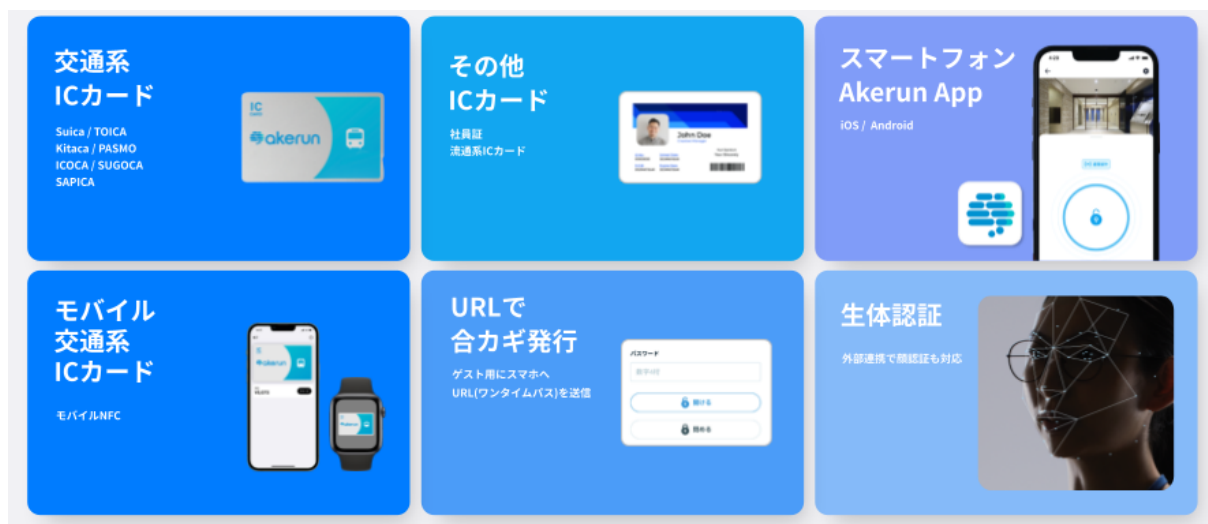 交通系
ICカード
Suica / TOICA
Kitaca / PASMO
ICOCA / SUGOCA
SAPICA
IC
akerun
その他
ICカード
社員証
流通系ICカード
John Doe
スマートフォン
Akerun App
iOS / Android
モバイル
交通系
ICカード
モバイルNFC
akerun
URLで
合カギ発行
ゲスト用にスマホへ
URL(ワンタイムパス)を送信
パスワード
開ける
閉める
生体認証
外部連携で顔認証も対応